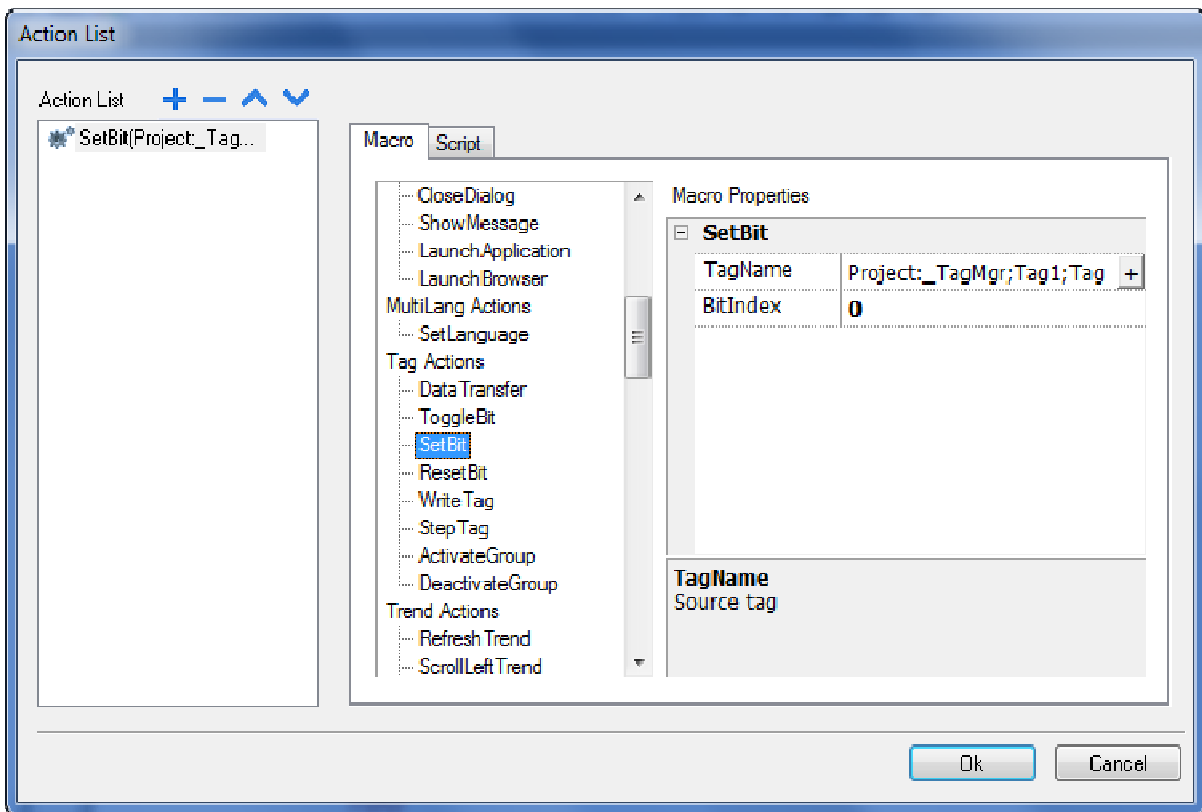 Action List
Action List
SetBit(Project:_Tag...
Macro
Script
CloseDialog
ShowMessage
LaunchApplication
LaunchBrowser
MultiLang Actions
SetLanguage
Tag Actions
DataTransfer
ToggleBit
SetBit
ResetBit
WriteTag
StepTag
ActivateGroup
DeactivateGroup
Trend Actions
RefreshTrend
ScrollLeftTrend
Macro Properties
SetBit
TagName Project:_TagMgr;Tag1;Tag +
BitIndex 0
TagName
Source tag
Ok
Cancel